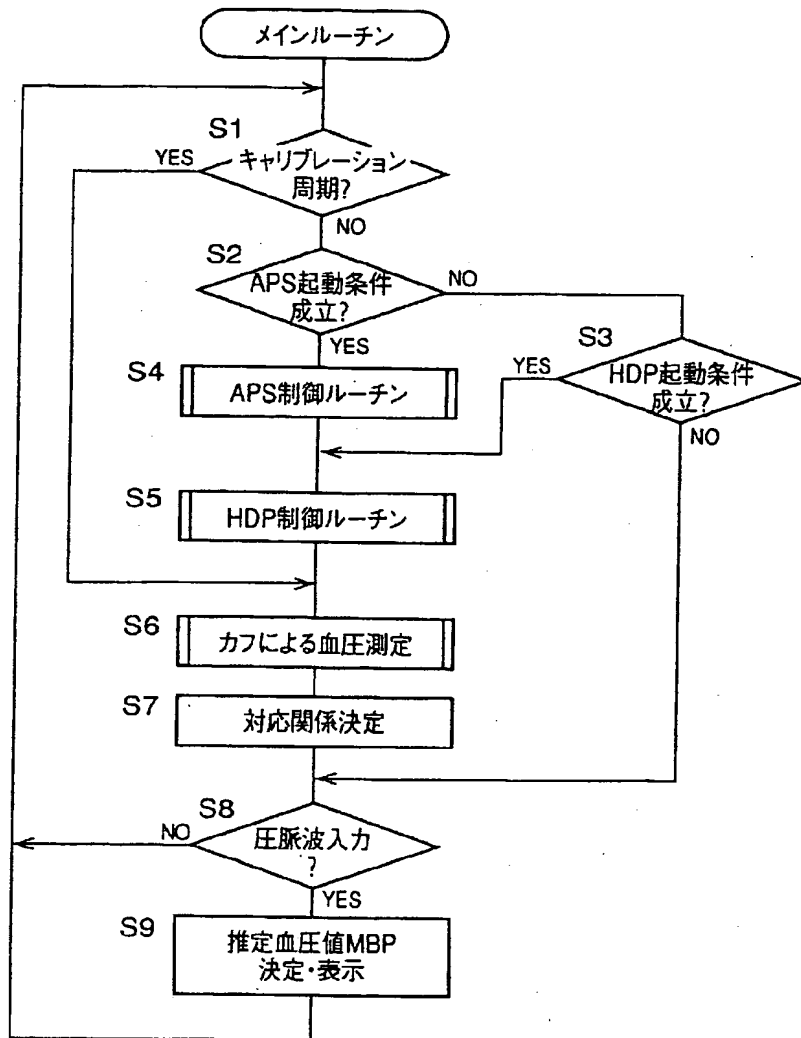 メインルーチン
S1
YES
キャリブレーション
周期?
NO
S2
APS起動条件
成立?
NO
YES
S3
YES
HDP起動条件
成立?
NO
S4
APS制御ルーチン
S5
HDP制御ルーチン
S6
カフによる血圧測定
S7
対応関係決定
S8
NO
圧脈波入力
?
YES
S9
推定血圧値MBP
決定・表示